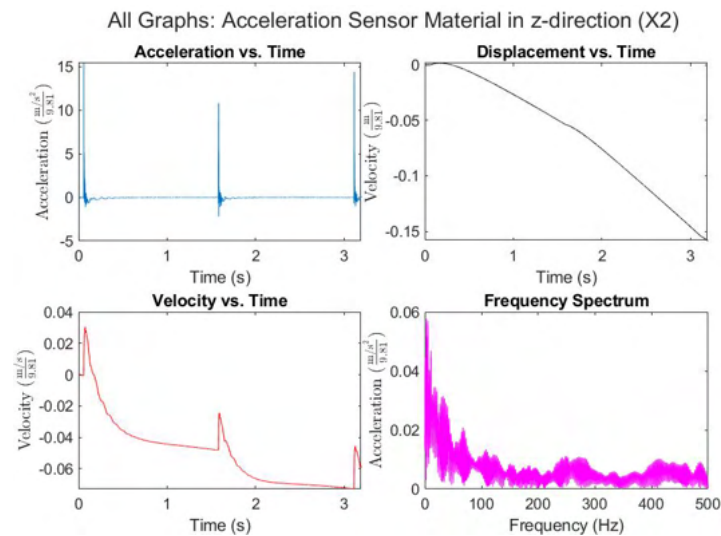 All Graphs: Acceleration Sensor Material in z-direction (X2)
Acceleration vs. Time
Acceleration (m/s²/9.81)
15
10
5
0
-5
0 1 2 3
Time (s)
Displacement vs. Time
Velocity (m/9.81)
0
-0.05
-0.1
-0.15
0 1 2 3
Time (s)
Velocity vs. Time
Velocity (m/s/9.81)
0.04
0.02
0
-0.02
-0.04
-0.06
0 1 2 3
Time (s)
Frequency Spectrum
Acceleration (m/s²/9.81)
0.06
0.04
0.02
0
0 100 200 300 400 500
Frequency (Hz)